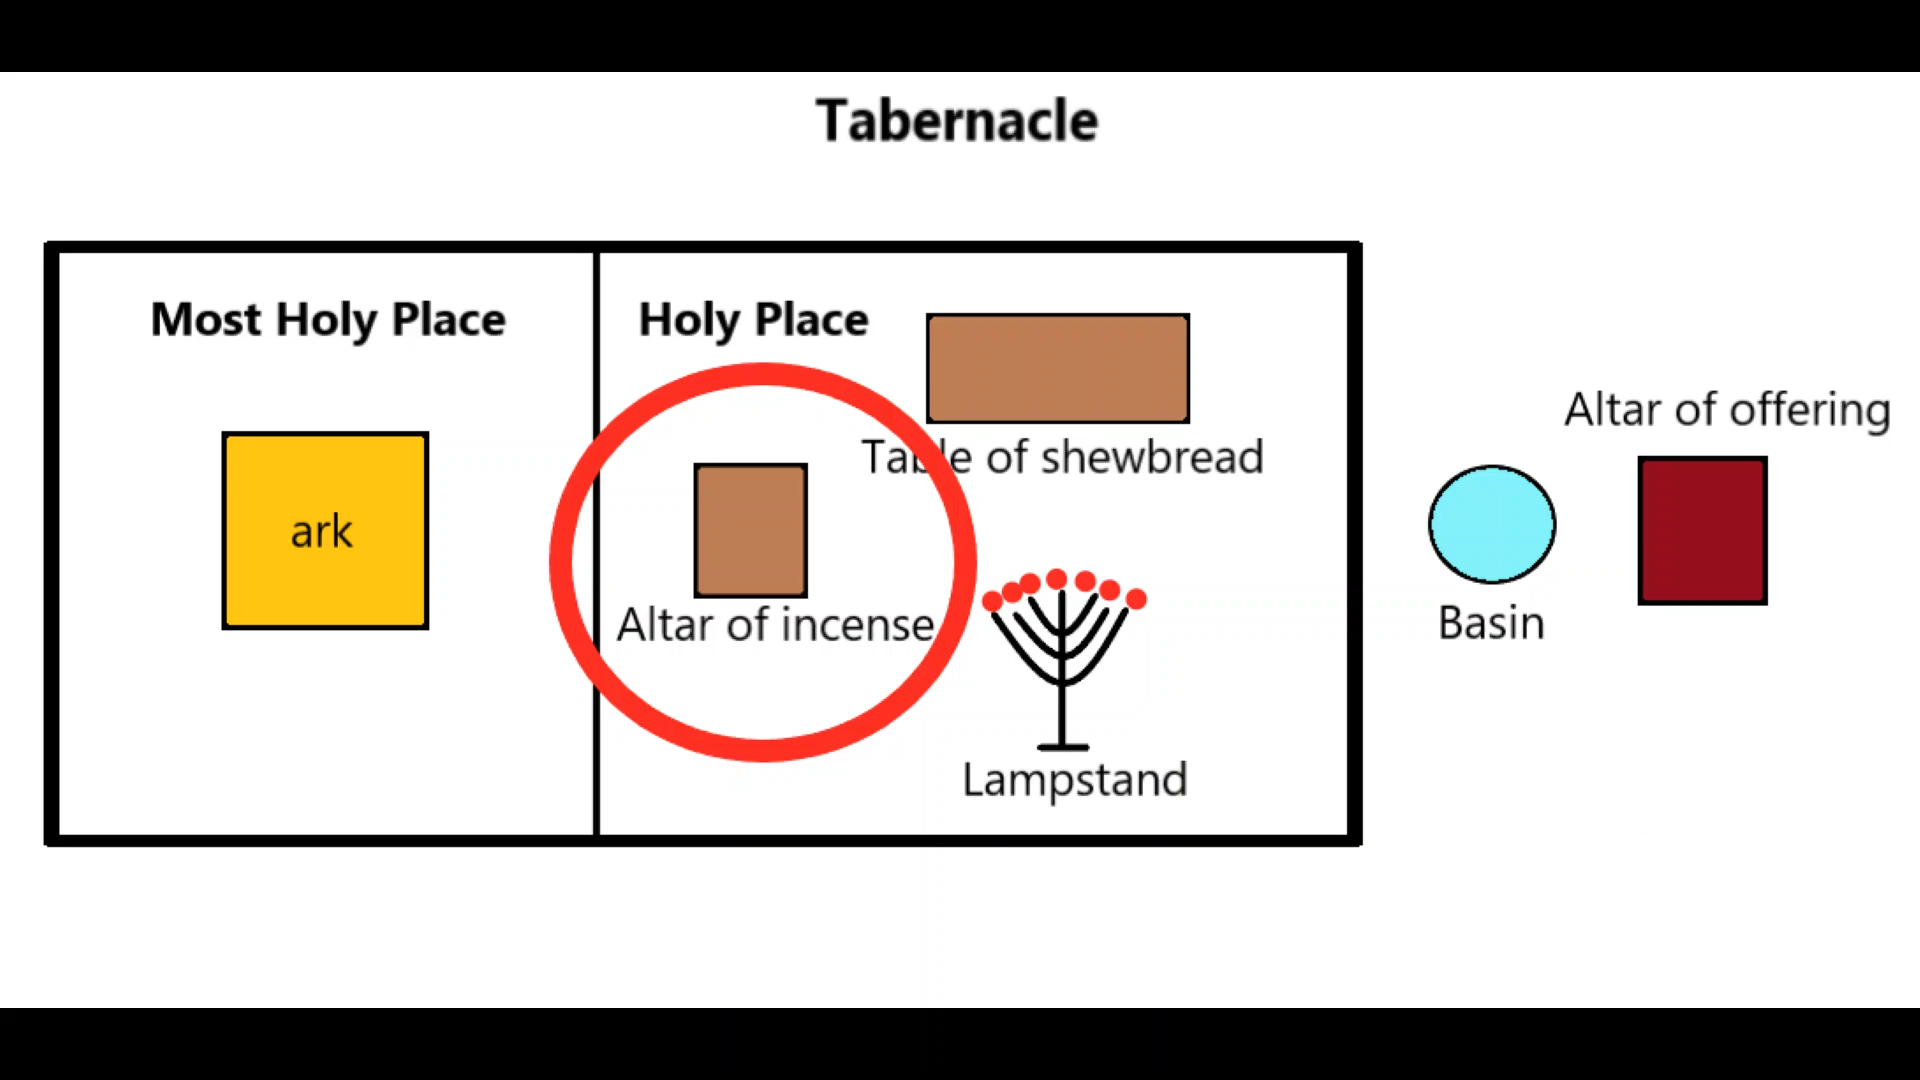 Tabernacle
Most Holy Place
Holy Place
ark
Table of shewbread
Altar of incense
Lampstand
Altar of offering
Basin